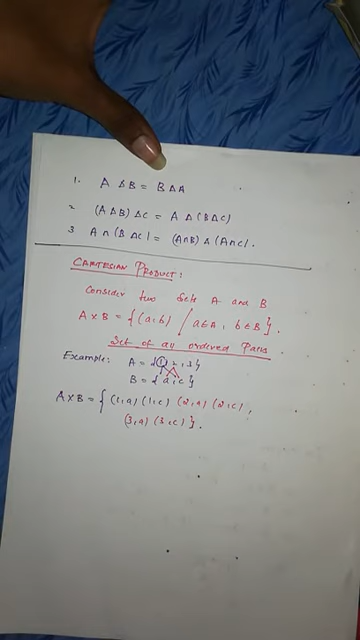 1. A Δ B = B Δ A
2 (A Δ B) Δ C = A Δ (B Δ C)
3 A ∩ (B Δ C) = (A∩B) Δ (A∩C).
CARTESIAN PRODUCT:
Consider two sets A and B
A×B = {(a,b) / a∈A, b∈B}.
Set of all ordered pairs
Example: A = {1, 2, 3}
B = {a, c}
A×B = { (1,a) (1,c) (2,a) (2,c),
(3,a) (3,c) }.